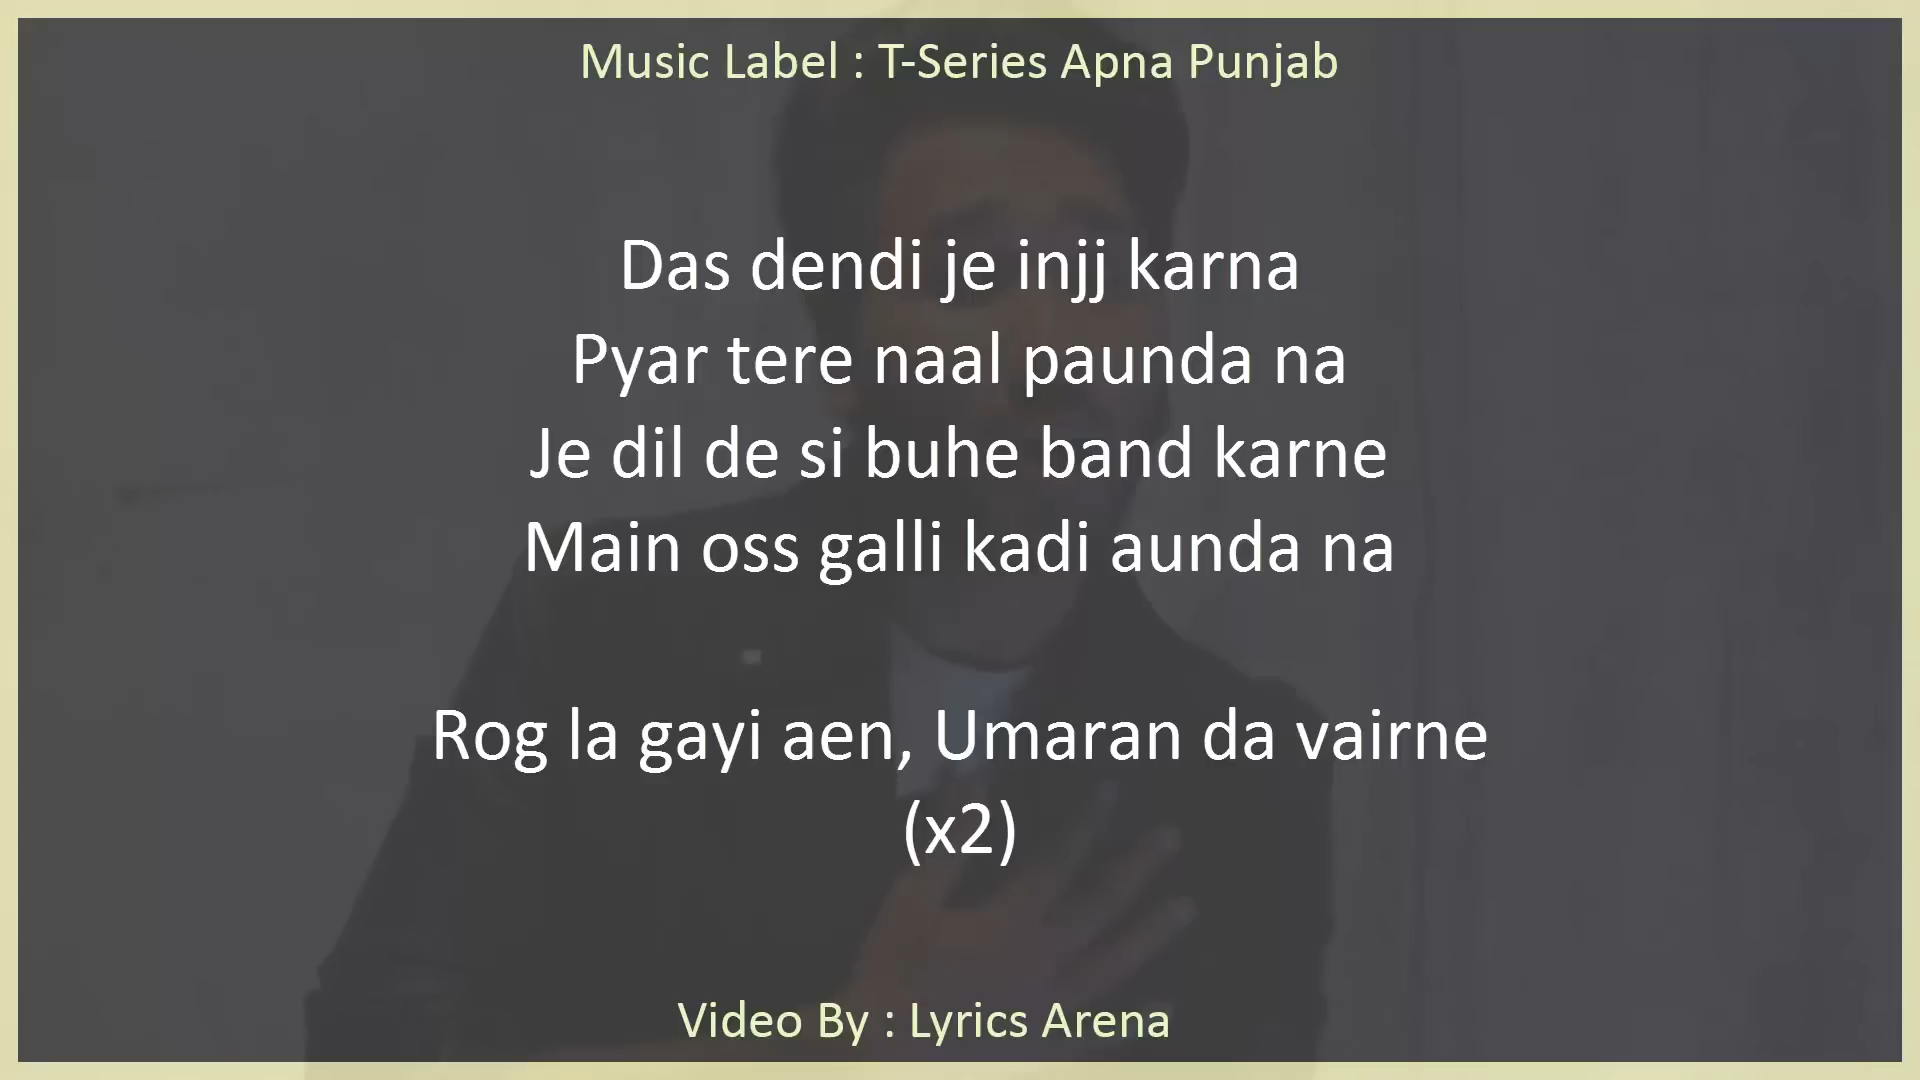 Music Label : T-Series Apna Punjab
Das dendi je injj karna
Pyar tere naal paunda na
Je dil de si buhe band karne
Main oss galli kadi aunda na
Rog la gayi aen, Umaran da vairne
(x2)
Video By : Lyrics Arena